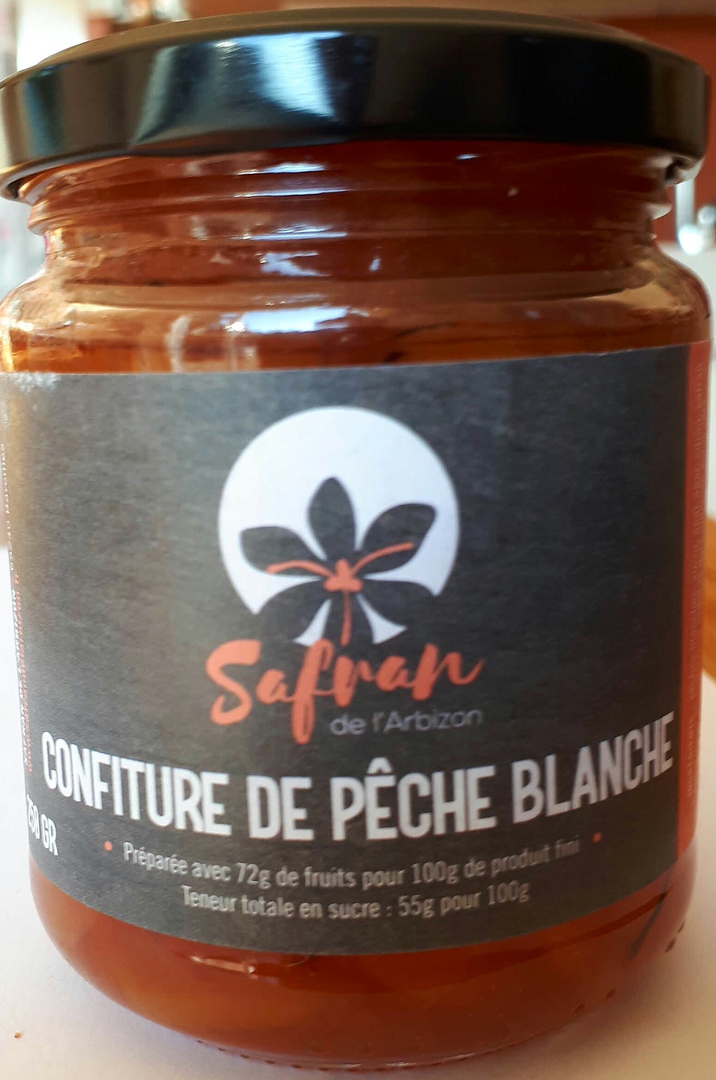 Safran
de l'Arbizon
CONFITURE DE PÊCHE BLANCHE
GR
• Préparée avec 72g de fruits pour 100g de produit fini •
Teneur totale en sucre : 55g pour 100g